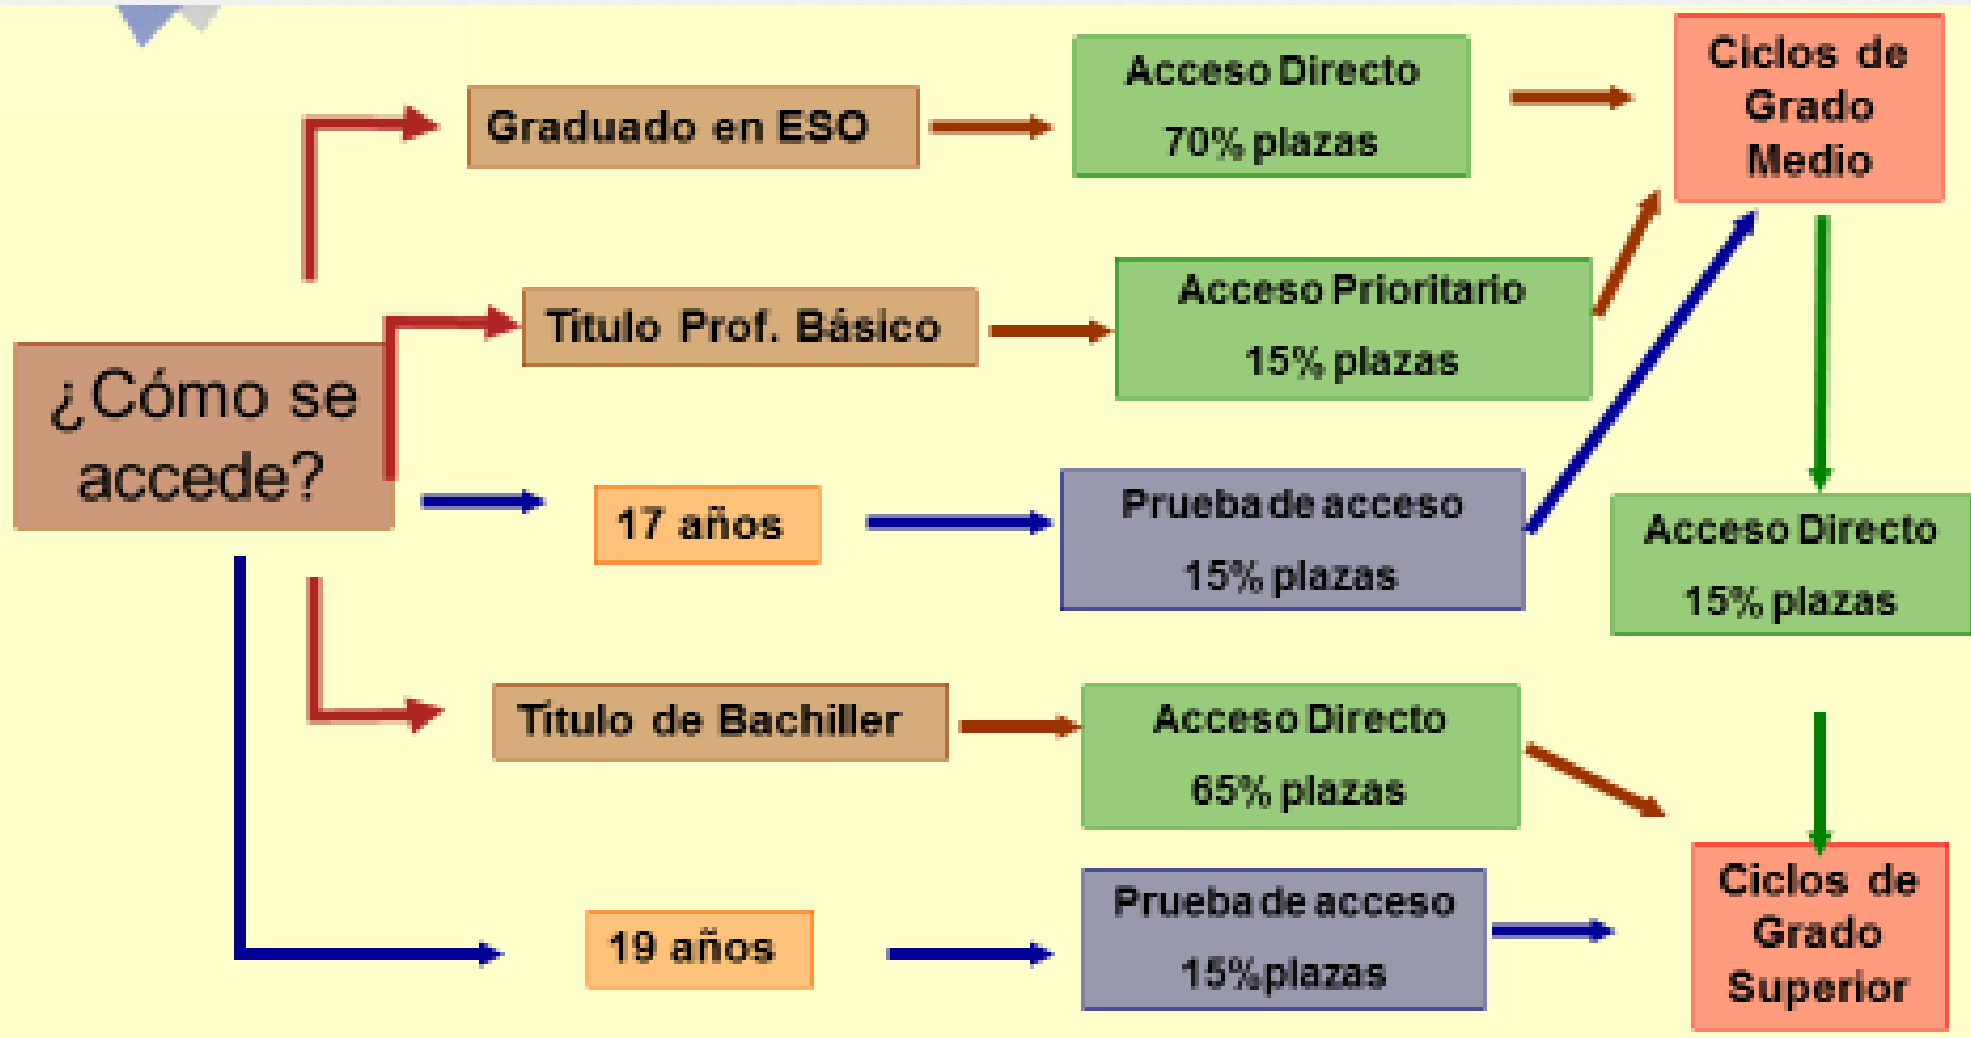 Graduado en ESO
Acceso Directo
70% plazas
Ciclos de
Grado
Medio
Titulo Prof. Básico
Acceso Prioritario
15% plazas
¿Cómo se
accede?
17 años
Prueba de acceso
15% plazas
Acceso Directo
15% plazas
Titulo de Bachiller
Acceso Directo
65% plazas
19 años
Prueba de acceso
15%plazas
Ciclos de
Grado
Superior